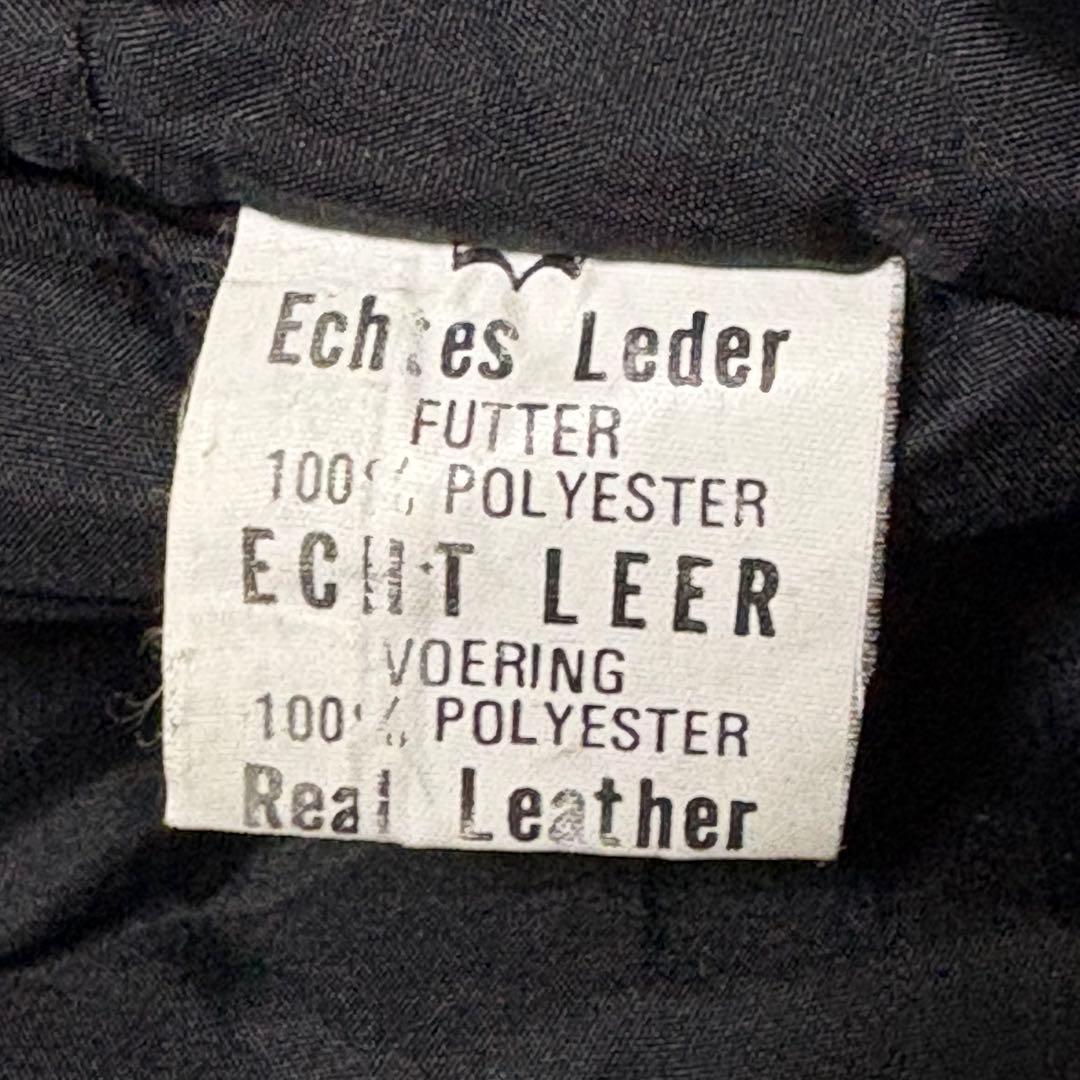 Echtes Leder
FUTTER
100% POLYESTER
ECHT LEER
VOERING
100% POLYESTER
Real Leather